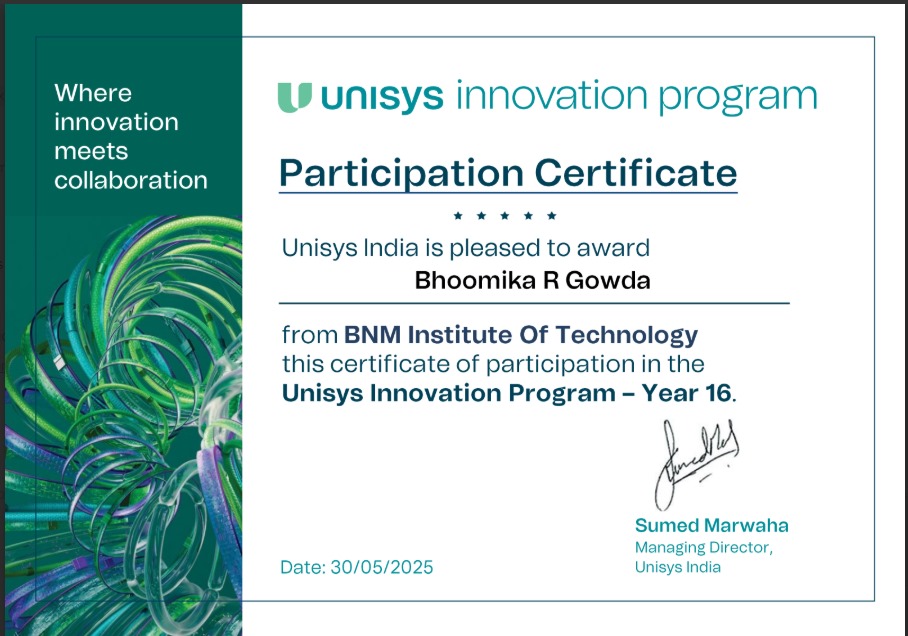 Where
innovation
meets
collaboration
unisys innovation program
Participation Certificate
Unisys India is pleased to award
Bhoomika R Gowda
from BNM Institute Of Technology
this certificate of participation in the
Unisys Innovation Program – Year 16.
Sumed Marwaha
Managing Director,
Unisys India
Date: 30/05/2025